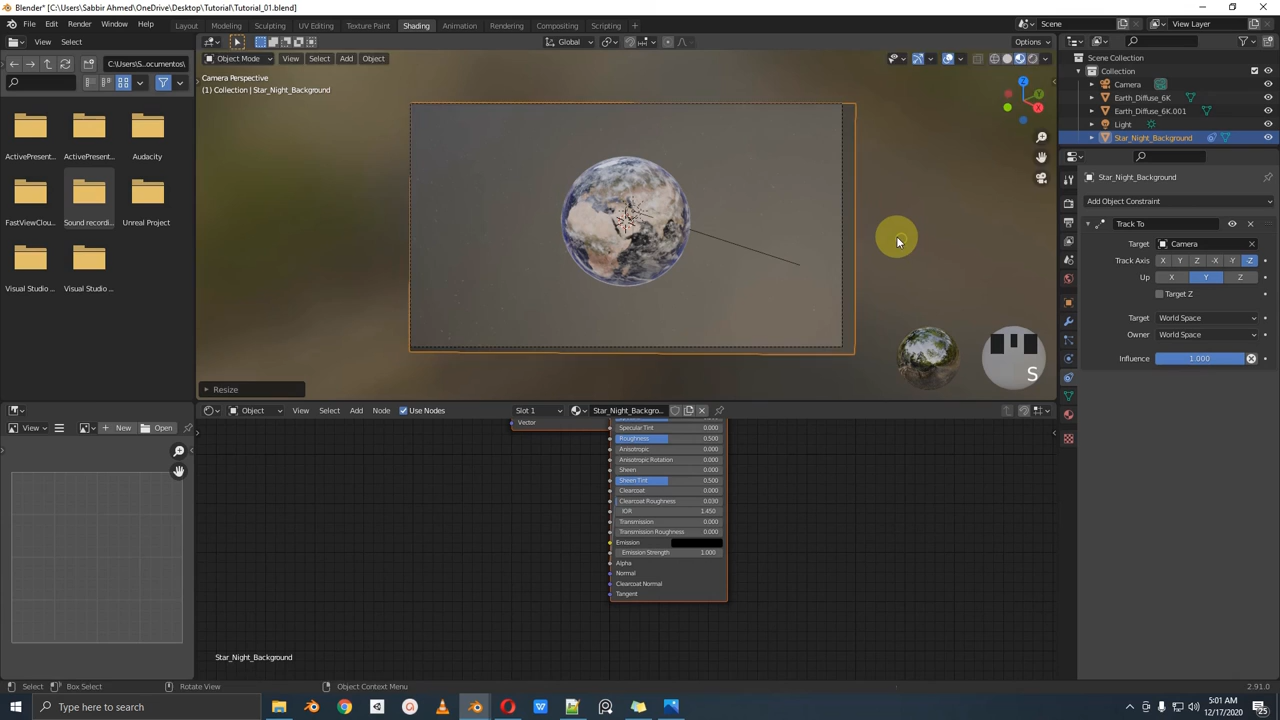 Blender* [C:\Users\Sabbir Ahmed\OneDrive\Desktop\Tutorial\Tutorial_01.blend]
File Edit Render Window Help Layout Modeling Sculpting UV Editing Texture Paint Shading Animation Rendering Compositing Scripting Scene View Layer
View Select Global Options
C:\Users\S..ocumentos\ Object Mode View Select Add Object
Camera Perspective
(1) Collection | Star_Night_Background
Scene Collection
Collection
Camera
Earth_Diffuse_6K
Earth_Diffuse_6K.001
Light
Star_Night_Background
ActivePresent... ActivePresent... Audacity
FastViewClou... Sound recordi... Unreal Project
Visual Studio ... Visual Studio ...
X Y Z
Star_Night_Background
Add Object Constraint
Track To
Target Camera
Track Axis X Y Z -X -Y -Z
Up X Y Z
Target Z
Target World Space
Owner World Space
Influence 1.000
S
Resize
Object View Select Add Node Use Nodes Slot 1 Star_Night_Backgro...
View New Open
Vector
Specular Tint 0.000
Roughness 0.500
Anisotropic 0.000
Anisotropic Rotation 0.000
Sheen 0.000
Sheen Tint 0.500
Clearcoat 0.000
Clearcoat Roughness 0.030
IOR 1.450
Transmission 0.000
Transmission Roughness 0.000
Emission
Emission Strength 1.000
Alpha
Normal
Clearcoat Normal
Tangent
Star_Night_Background
Select Box Select Rotate View Object Context Menu 2.91.0
Type here to search
5:01 AM
12/17/2020